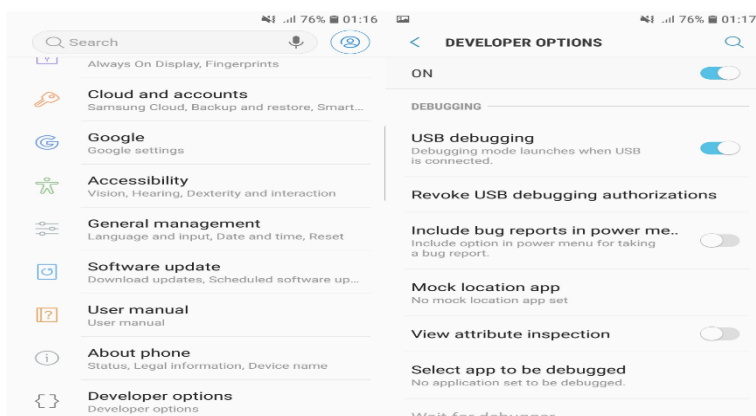 76% 01:16
Search
Always On Display, Fingerprints
Cloud and accounts
Samsung Cloud, Backup and restore, Smart...
Google
Google settings
Accessibility
Vision, Hearing, Dexterity and interaction
General management
Language and input, Date and time, Reset
Software update
Download updates, Scheduled software up...
User manual
User manual
About phone
Status, Legal information, Device name
Developer options
Developer options
76% 01:17
DEVELOPER OPTIONS
ON
DEBUGGING
USB debugging
Debugging mode launches when USB
is connected.
Revoke USB debugging authorizations
Include bug reports in power me..
Include option in power menu for taking
a bug report.
Mock location app
No mock location app set
View attribute inspection
Select app to be debugged
No application set to be debugged.
Wait for debugger